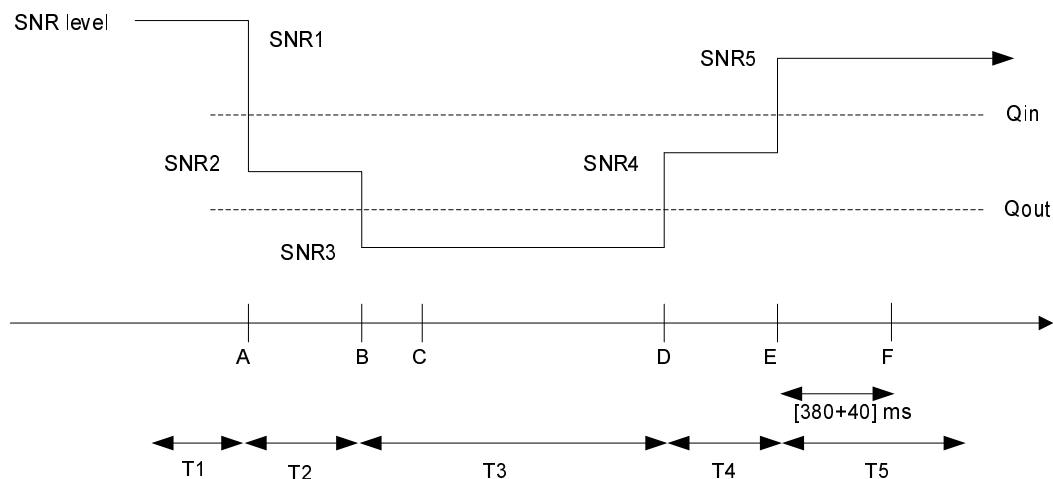 SNR level
SNR1
SNR5
Qin
SNR2
SNR4
Qout
SNR3
A B C D E F
[380+40] ms
T1 T2 T3 T4 T5